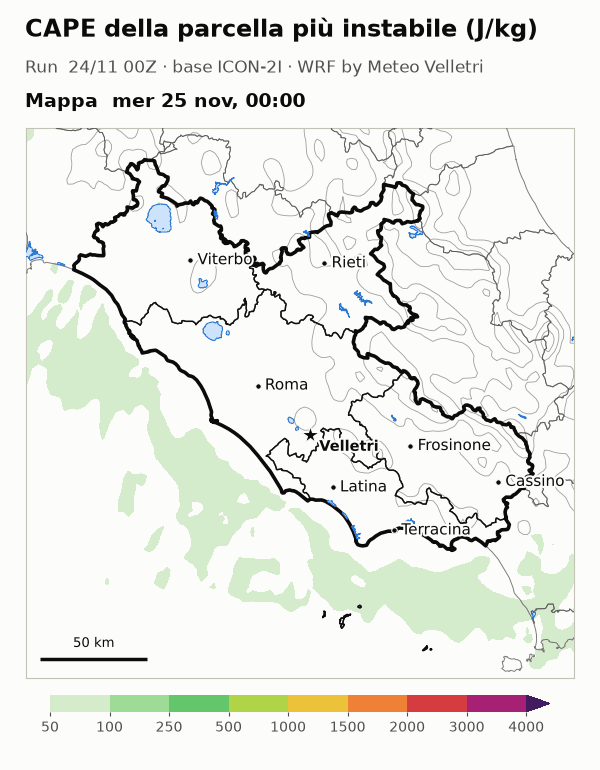 CAPE della parcella più instabile (J/kg)
Run  24/11 00Z · base ICON-2I · WRF by Meteo Velletri
Mappa  mer 25 nov, 00:00
Viterbo
Rieti
Roma
Velletri
Frosinone
Cassino
Latina
Terracina
50 km
50 100 250 500 1000 1500 2000 3000 4000